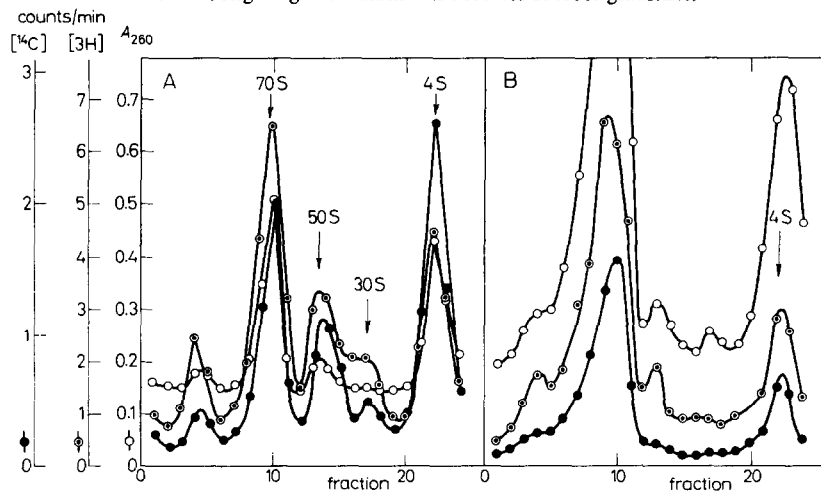 counts/min
[14C] [3H] A260
3 7 0.7 A 70S 4S B
6 0.6
2 5 0.5
4 0.4 50S 4S
3 0.3 30S
1 2 0.2
1 0.1
0 0 0
10 20 10 20
fraction fraction